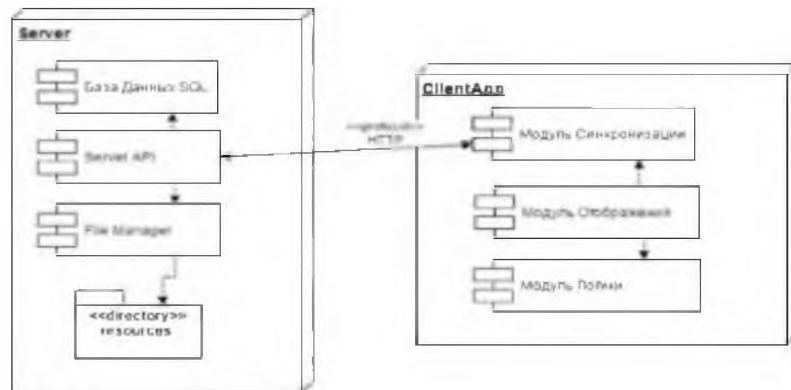 Server
База Данных SQL
Server API
File Manager
<<directory>>
resources
HTTP
ClientApp
Модуль Синхронизации
Модуль Отображения
Модуль Логики